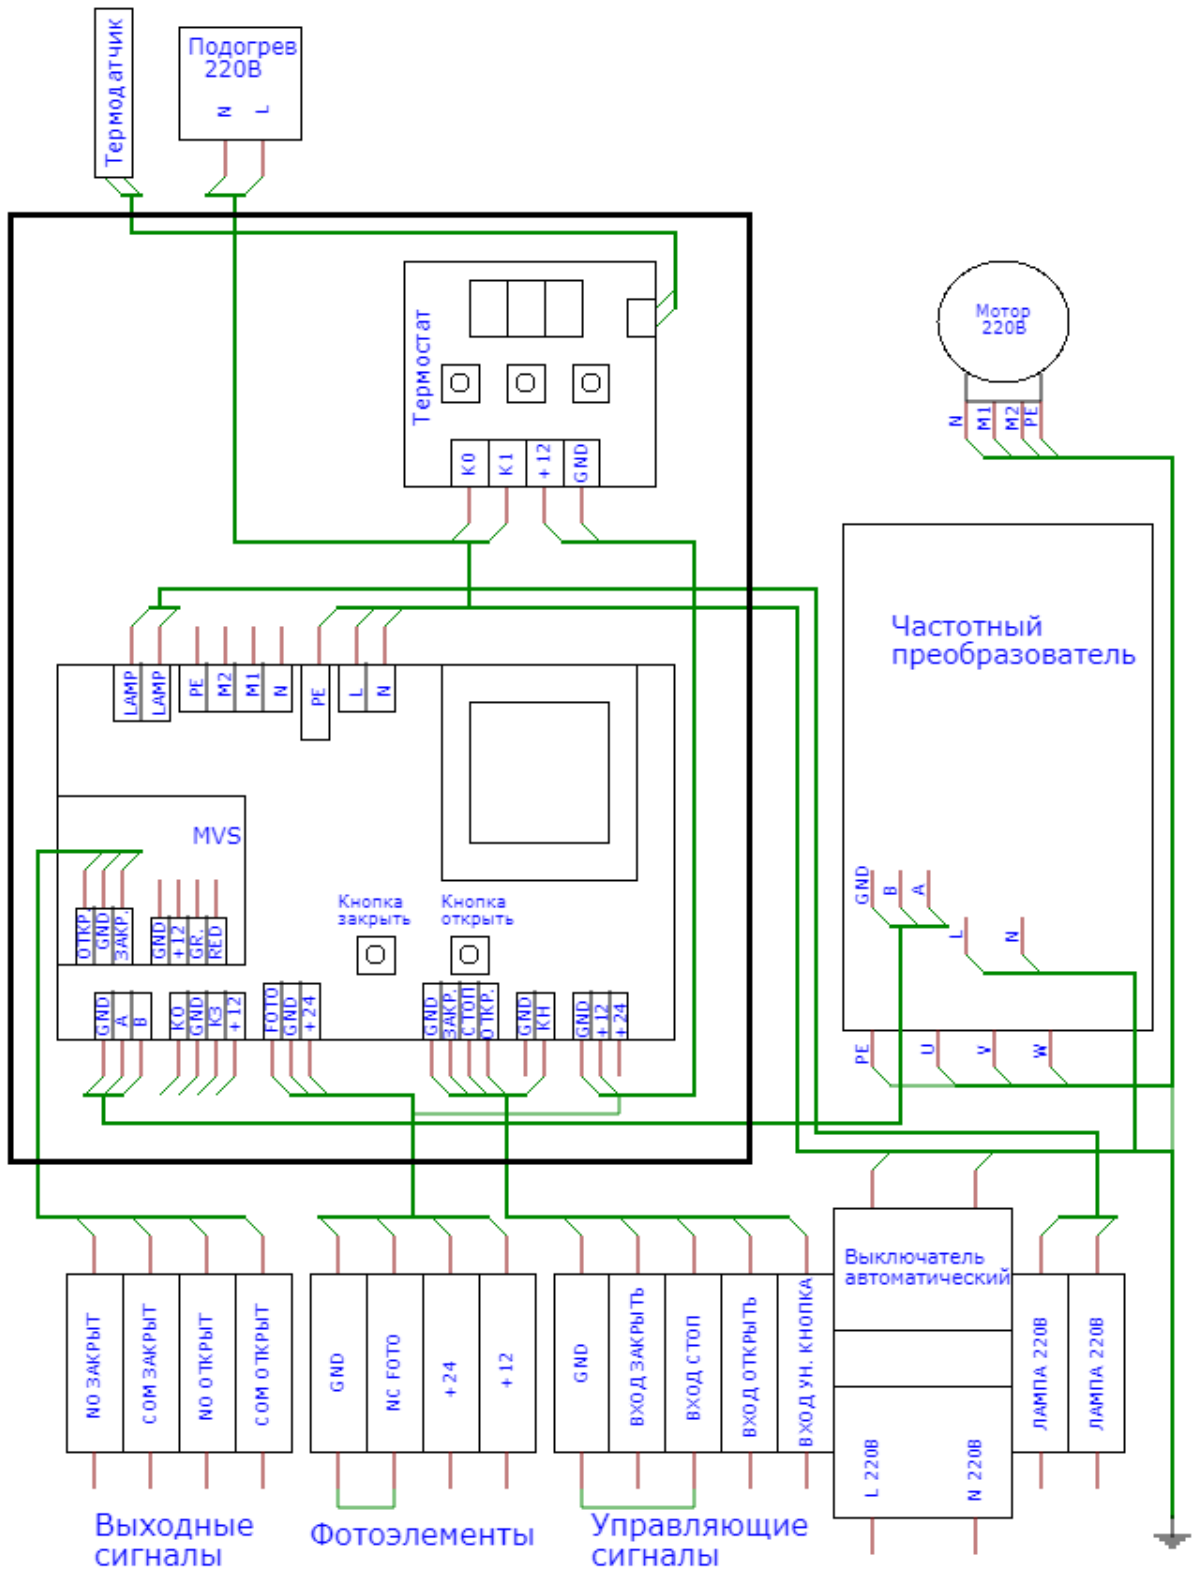 Термодатчик
Подогрев
220В
N
L
Термостат
K0
K1
+12
GND
Мотор
220В
N
M1
M2
PE
Частотный
преобразователь
GND
B
A
L
N
PE
U
V
W
LAMP
LAMP
PE
M2
M1
N
PE
L
N
MVS
ОТКР.
GND
ЗАКР.
GND
+12
GR.
RED
Кнопка
закрыть
Кнопка
открыть
GND
A
B
KO
GND
K3
+12
FOTO
GND
+24
GND
ЗАКР.
СТОП
ОТКР.
GND
KH
GND
+12
+24
NO ЗАКРЫТ
COM ЗАКРЫТ
NO ОТКРЫТ
COM ОТКРЫТ
Выходные
сигналы
GND
NC FOTO
+24
+12
Фотоэлементы
GND
ВХОД ЗАКРЫТЬ
ВХОД СТОП
ВХОД ОТКРЫТЬ
ВХОД УН. КНОПКА
Управляющие
сигналы
Выключатель
автоматический
L 220В
N 220В
ЛАМПА 220В
ЛАМПА 220В